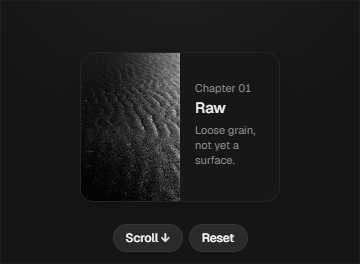 Chapter 01
Raw
Loose grain,
not yet a
surface.
Scroll ↓
Reset